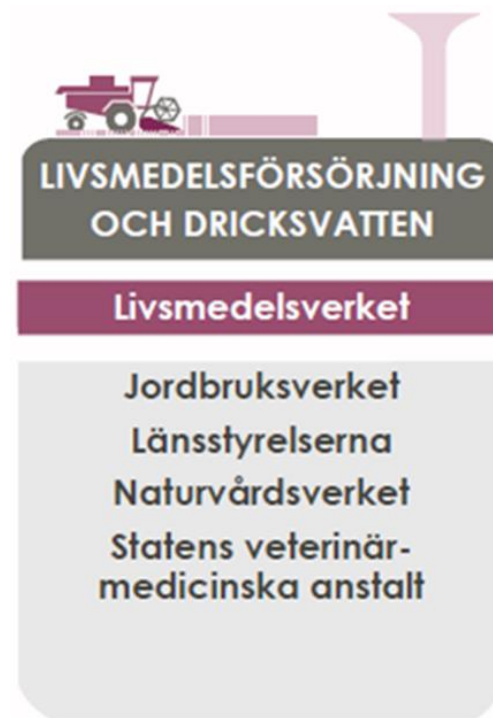 LIVSMEDELSFÖRSÖRJNING
OCH DRICKSVATTEN
Livsmedelsverket
Jordbruksverket
Länsstyrelserna
Naturvårdsverket
Statens veterinär-
medicinska anstalt